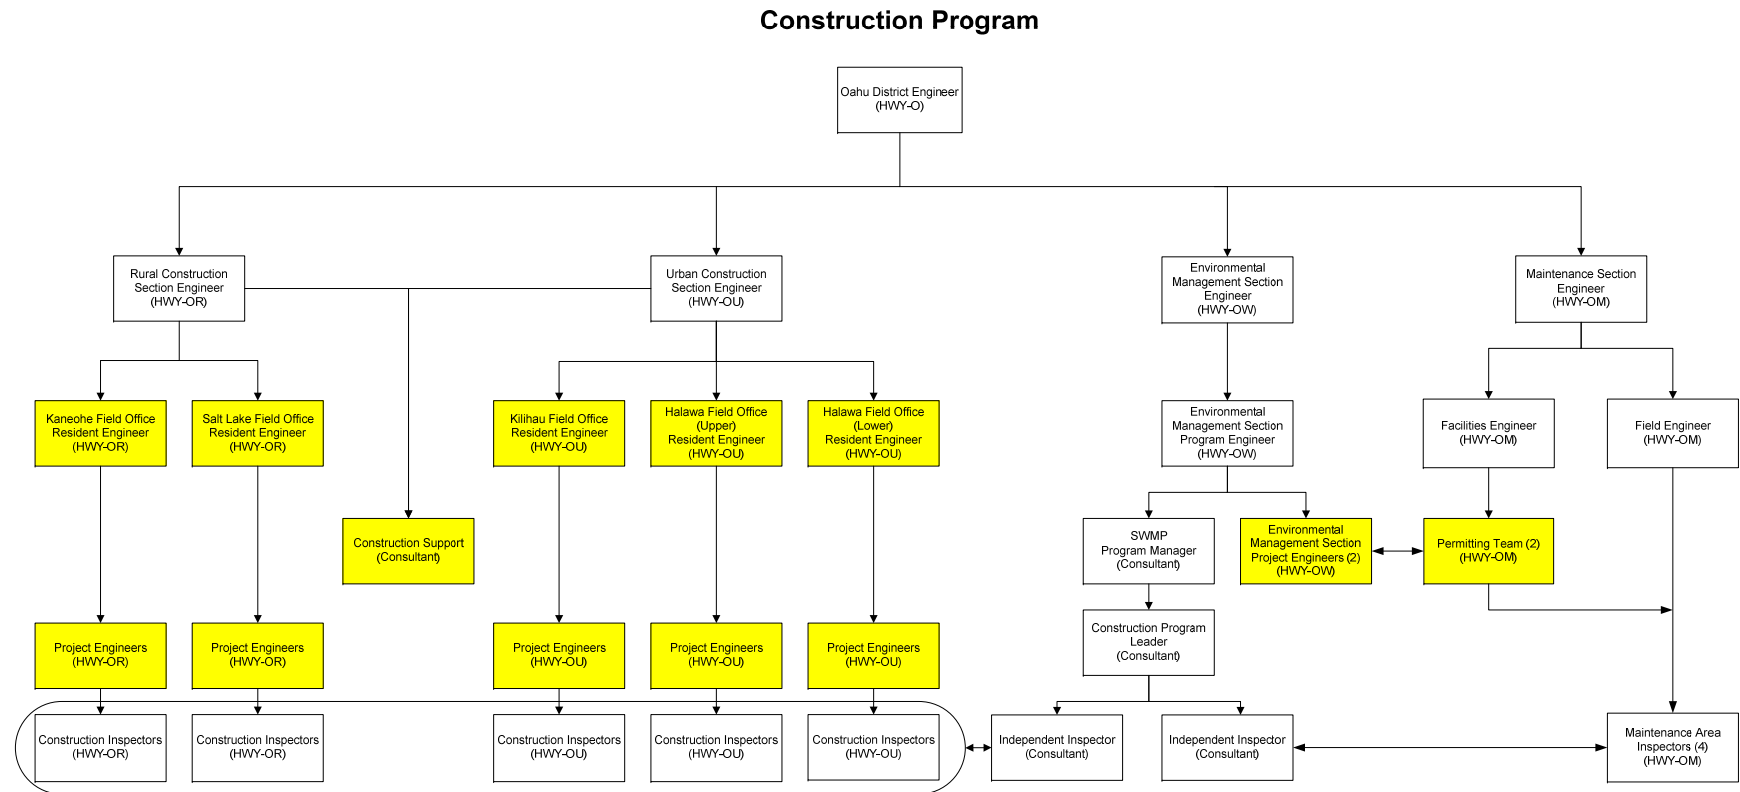 Construction Program
Oahu District Engineer
(HWY-O)
Rural Construction
Section Engineer
(HWY-OR)
Urban Construction
Section Engineer
(HWY-OU)
Environmental
Management Section
Engineer
(HWY-OW)
Maintenance Section
Engineer
(HWY-OM)
Kaneohe Field Office
Resident Engineer
(HWY-OR)
Salt Lake Field Office
Resident Engineer
(HWY-OR)
Kilihau Field Office
Resident Engineer
(HWY-OU)
Halawa Field Office
(Upper)
Resident Engineer
(HWY-OU)
Halawa Field Office
(Lower)
Resident Engineer
(HWY-OU)
Environmental
Management Section
Program Engineer
(HWY-OW)
Facilities Engineer
(HWY-OM)
Field Engineer
(HWY-OM)
Construction Support
(Consultant)
SWMP
Program Manager
(Consultant)
Environmental
Management Section
Project Engineers (2)
(HWY-OW)
Permitting Team (2)
(HWY-OM)
Construction Program
Leader
(Consultant)
Project Engineers
(HWY-OR)
Project Engineers
(HWY-OR)
Project Engineers
(HWY-OU)
Project Engineers
(HWY-OU)
Project Engineers
(HWY-OU)
Construction Inspectors
(HWY-OR)
Construction Inspectors
(HWY-OR)
Construction Inspectors
(HWY-OU)
Construction Inspectors
(HWY-OU)
Construction Inspectors
(HWY-OU)
Independent Inspector
(Consultant)
Independent Inspector
(Consultant)
Maintenance Area
Inspectors (4)
(HWY-OM)